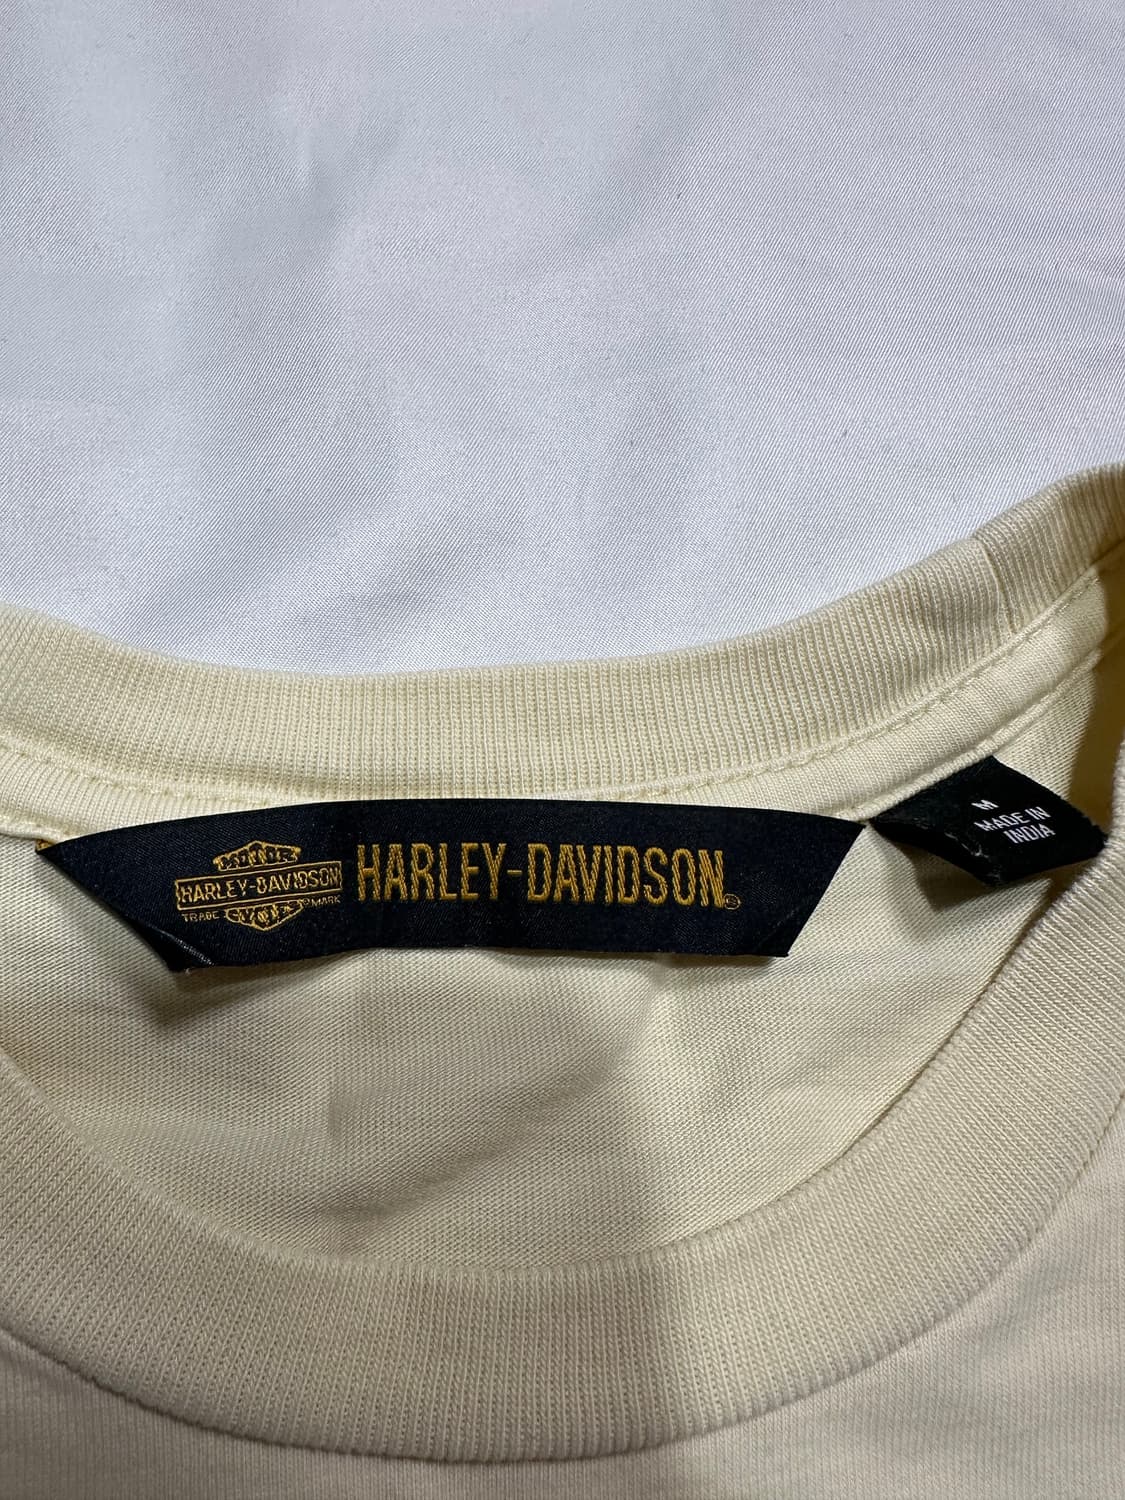 MOTOR
HARLEY-DAVIDSON
TRADE MARK
CYCLES
HARLEY-DAVIDSON®
M
MADE IN
INDIA